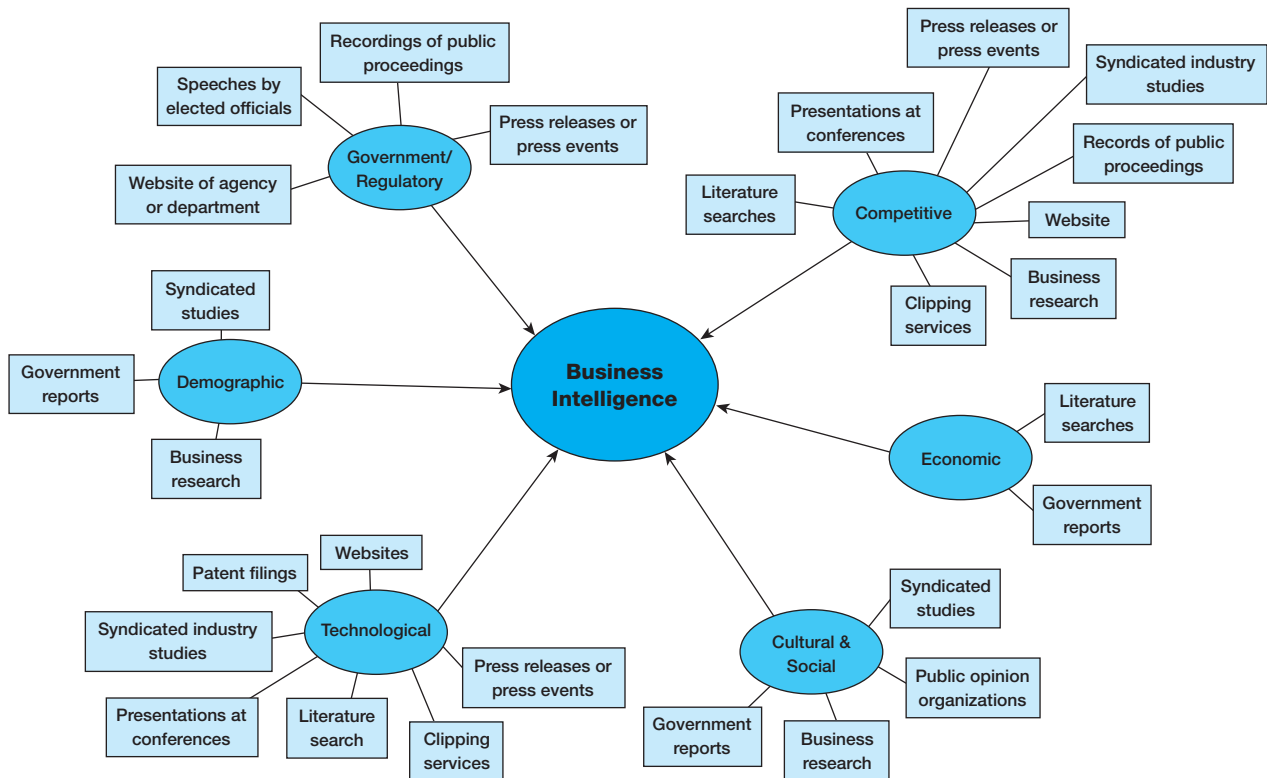 Recordings of public
proceedings
Speeches by
elected officials
Press releases or
press events
Government/
Regulatory
Website of agency
or department
Press releases or
press events
Syndicated industry
studies
Presentations at
conferences
Records of public
proceedings
Literature
searches
Competitive
Website
Business
research
Clipping
services
Syndicated
studies
Government
reports
Demographic
Business
research
Business
Intelligence
Literature
searches
Economic
Government
reports
Websites
Patent filings
Syndicated industry
studies
Technological
Press releases or
press events
Presentations at
conferences
Literature
search
Clipping
services
Syndicated
studies
Cultural &
Social
Public opinion
organizations
Government
reports
Business
research